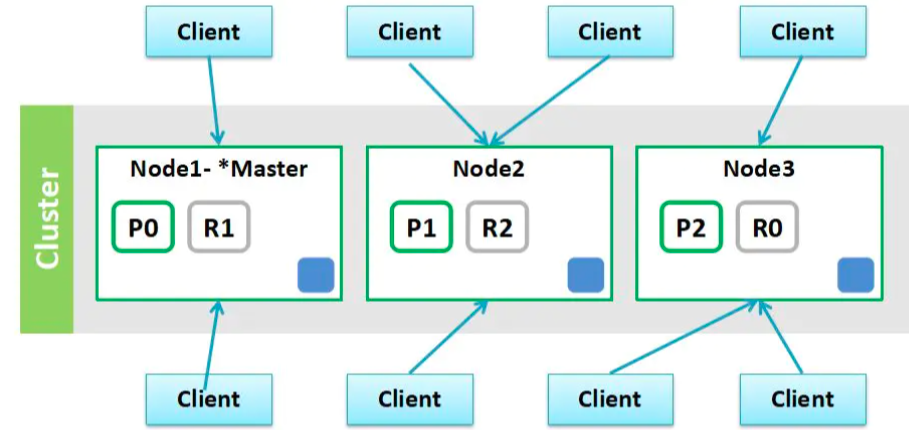 Client
Client
Client
Client
Cluster
Node1- *Master
Node2
Node3
P0
R1
P1
R2
P2
R0
Client
Client
Client
Client